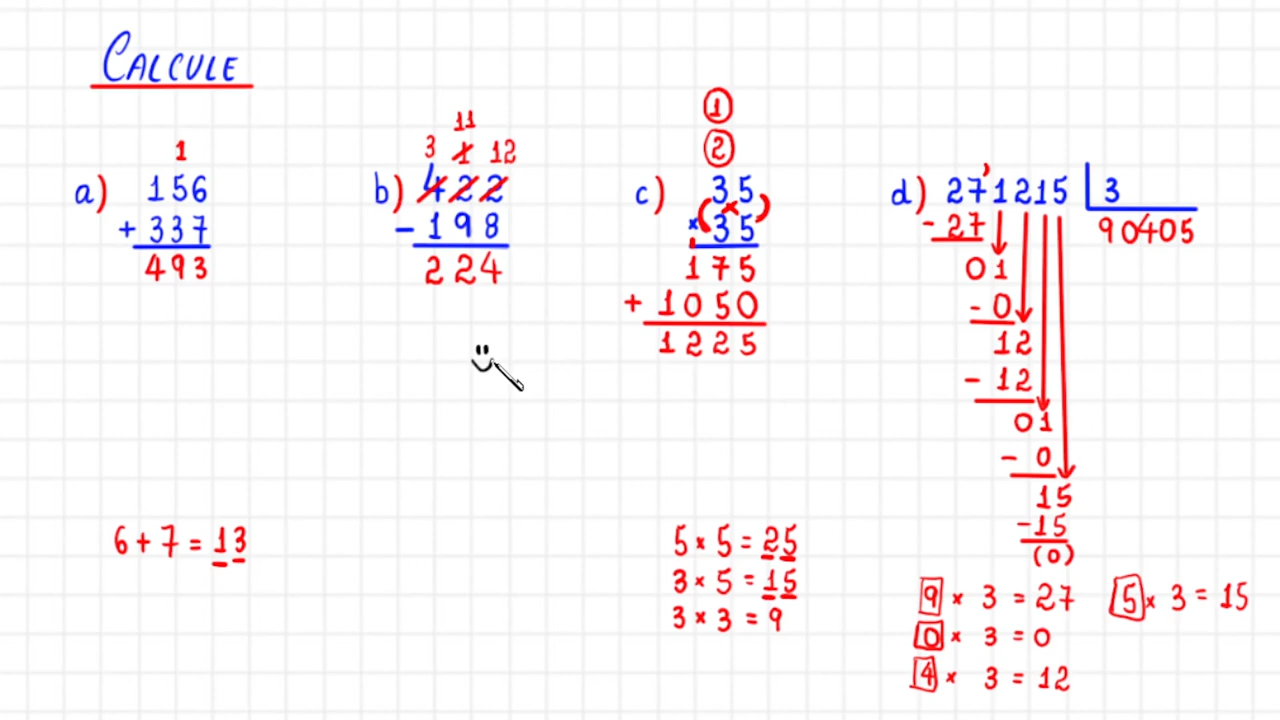 CALCULE
a) 1
156
+ 337
493
6 + 7 = 13
b) 11
3 1 12
422
- 198
224
c) 1
2
35
× 35
175
+ 1050
1225
5 × 5 = 25
3 × 5 = 15
3 × 3 = 9
d) 27'1215 3
- 27 90405
01
- 0
12
- 12
01
- 0
15
-15
(0)
9 × 3 = 27 5 × 3 = 15
0 × 3 = 0
4 × 3 = 12